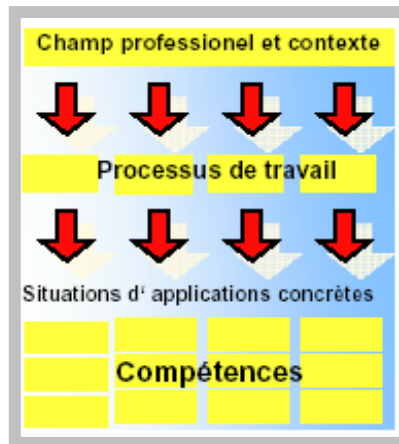 Champ professionel et contexte
Processus de travail
Situations d' applications concrètes
Compétences